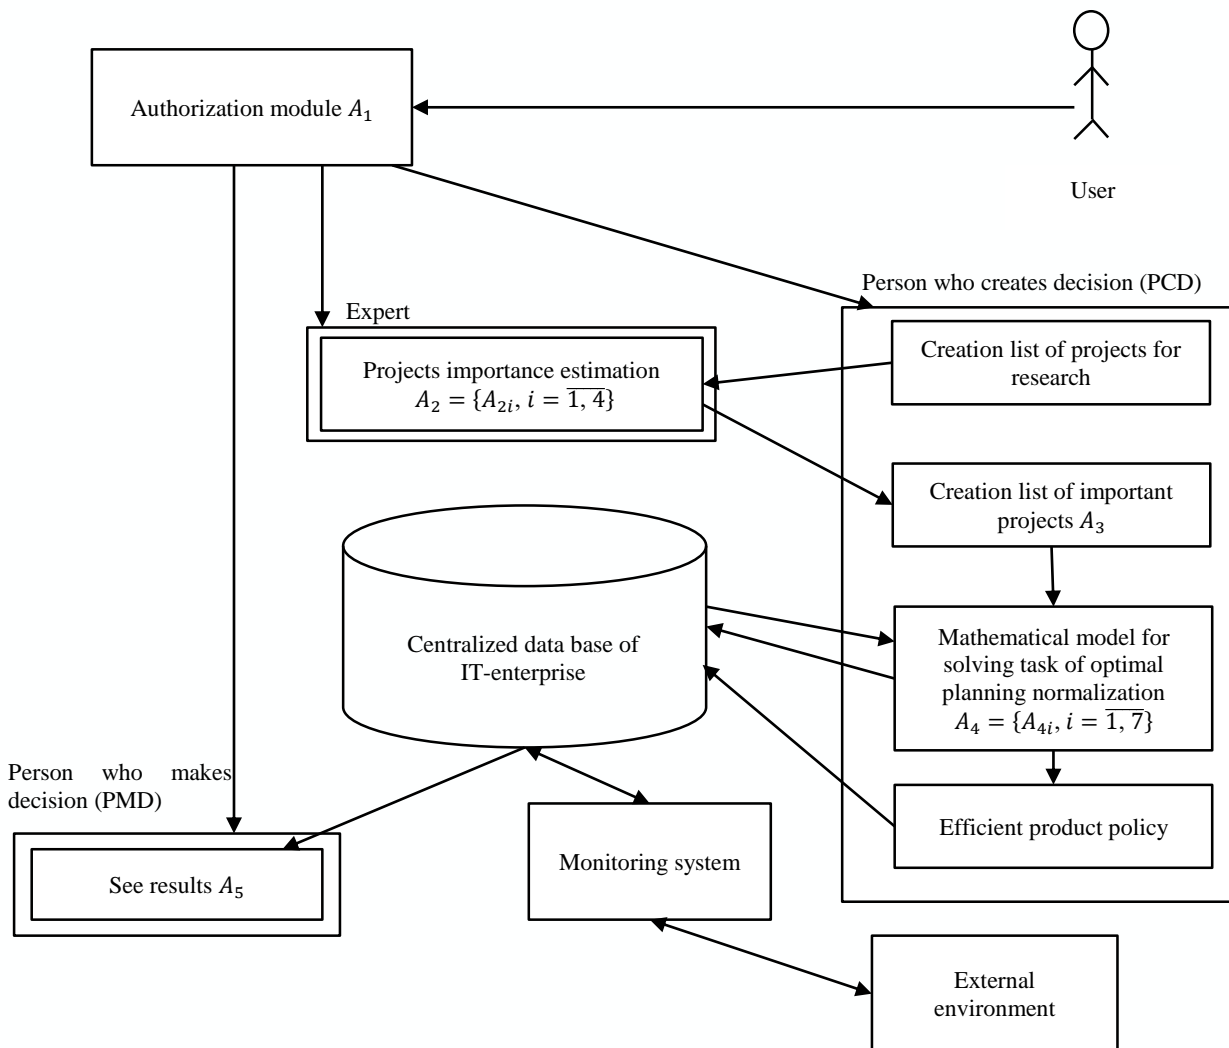 Authorization module A₁
User
Person who creates decision (PCD)
Expert
Creation list of projects for
research
Projects importance estimation
A₂ = {A₂ᵢ, i = \overline{1, 4}}
Creation list of important
projects A₃
Centralized data base of
IT-enterprise
Mathematical model for
solving task of optimal
planning normalization
A₄ = {A₄ᵢ, i = \overline{1, 7}}
Person who makes
decision (PMD)
Efficient product policy
Monitoring system
See results A₅
External
environment